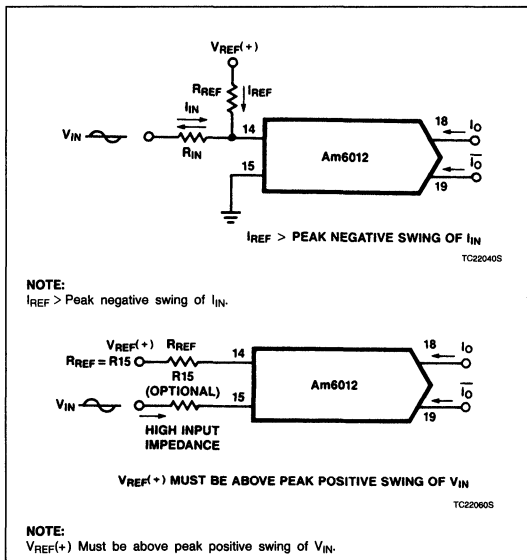 VREF(+)
RREF
IREF
IIN
VIN
RIN
14
15
Am6012
18
IO
IO
19
IREF > PEAK NEGATIVE SWING OF IIN
TC22040S
NOTE:
IREF > Peak negative swing of IIN.
VREF(+)
RREF
RREF = R15
14
R15
(OPTIONAL)
VIN
15
HIGH INPUT
IMPEDANCE
Am6012
18
IO
IO
19
VREF(+) MUST BE ABOVE PEAK POSITIVE SWING OF VIN
TC22060S
NOTE:
VREF(+) Must be above peak positive swing of VIN.